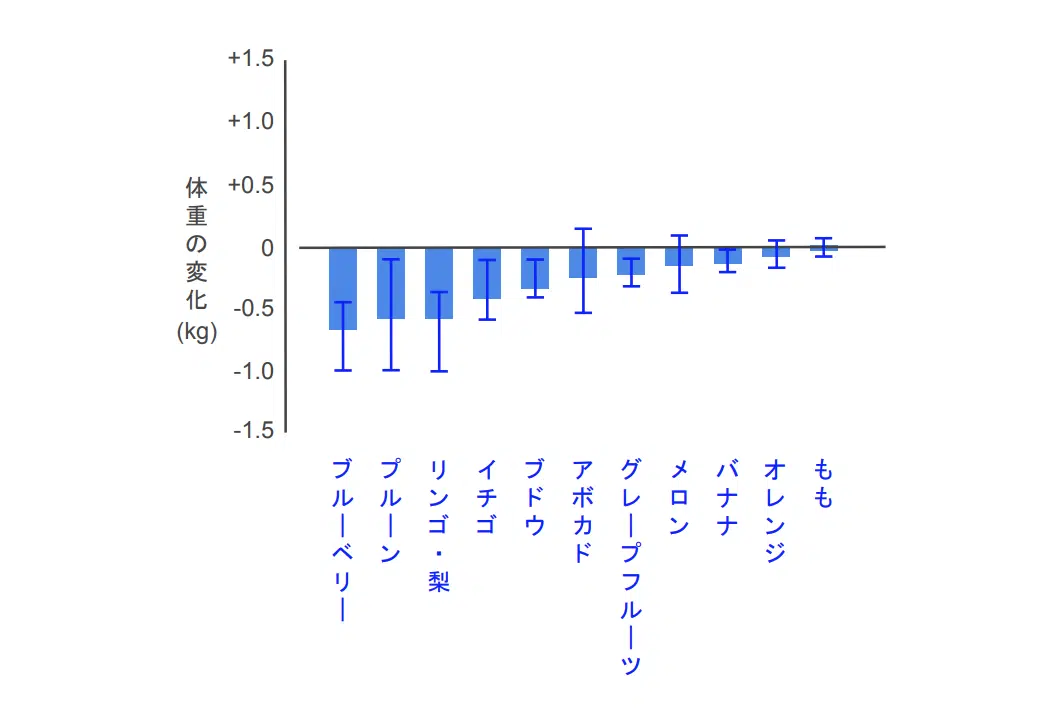 +1.5
+1.0
+0.5
0
-0.5
-1.0
-1.5
体重の変化
(kg)
ブルーベリー
プルーン
リンゴ・梨
イチゴ
ブドウ
アボカド
グレープフルーツ
メロン
バナナ
オレンジ
もも